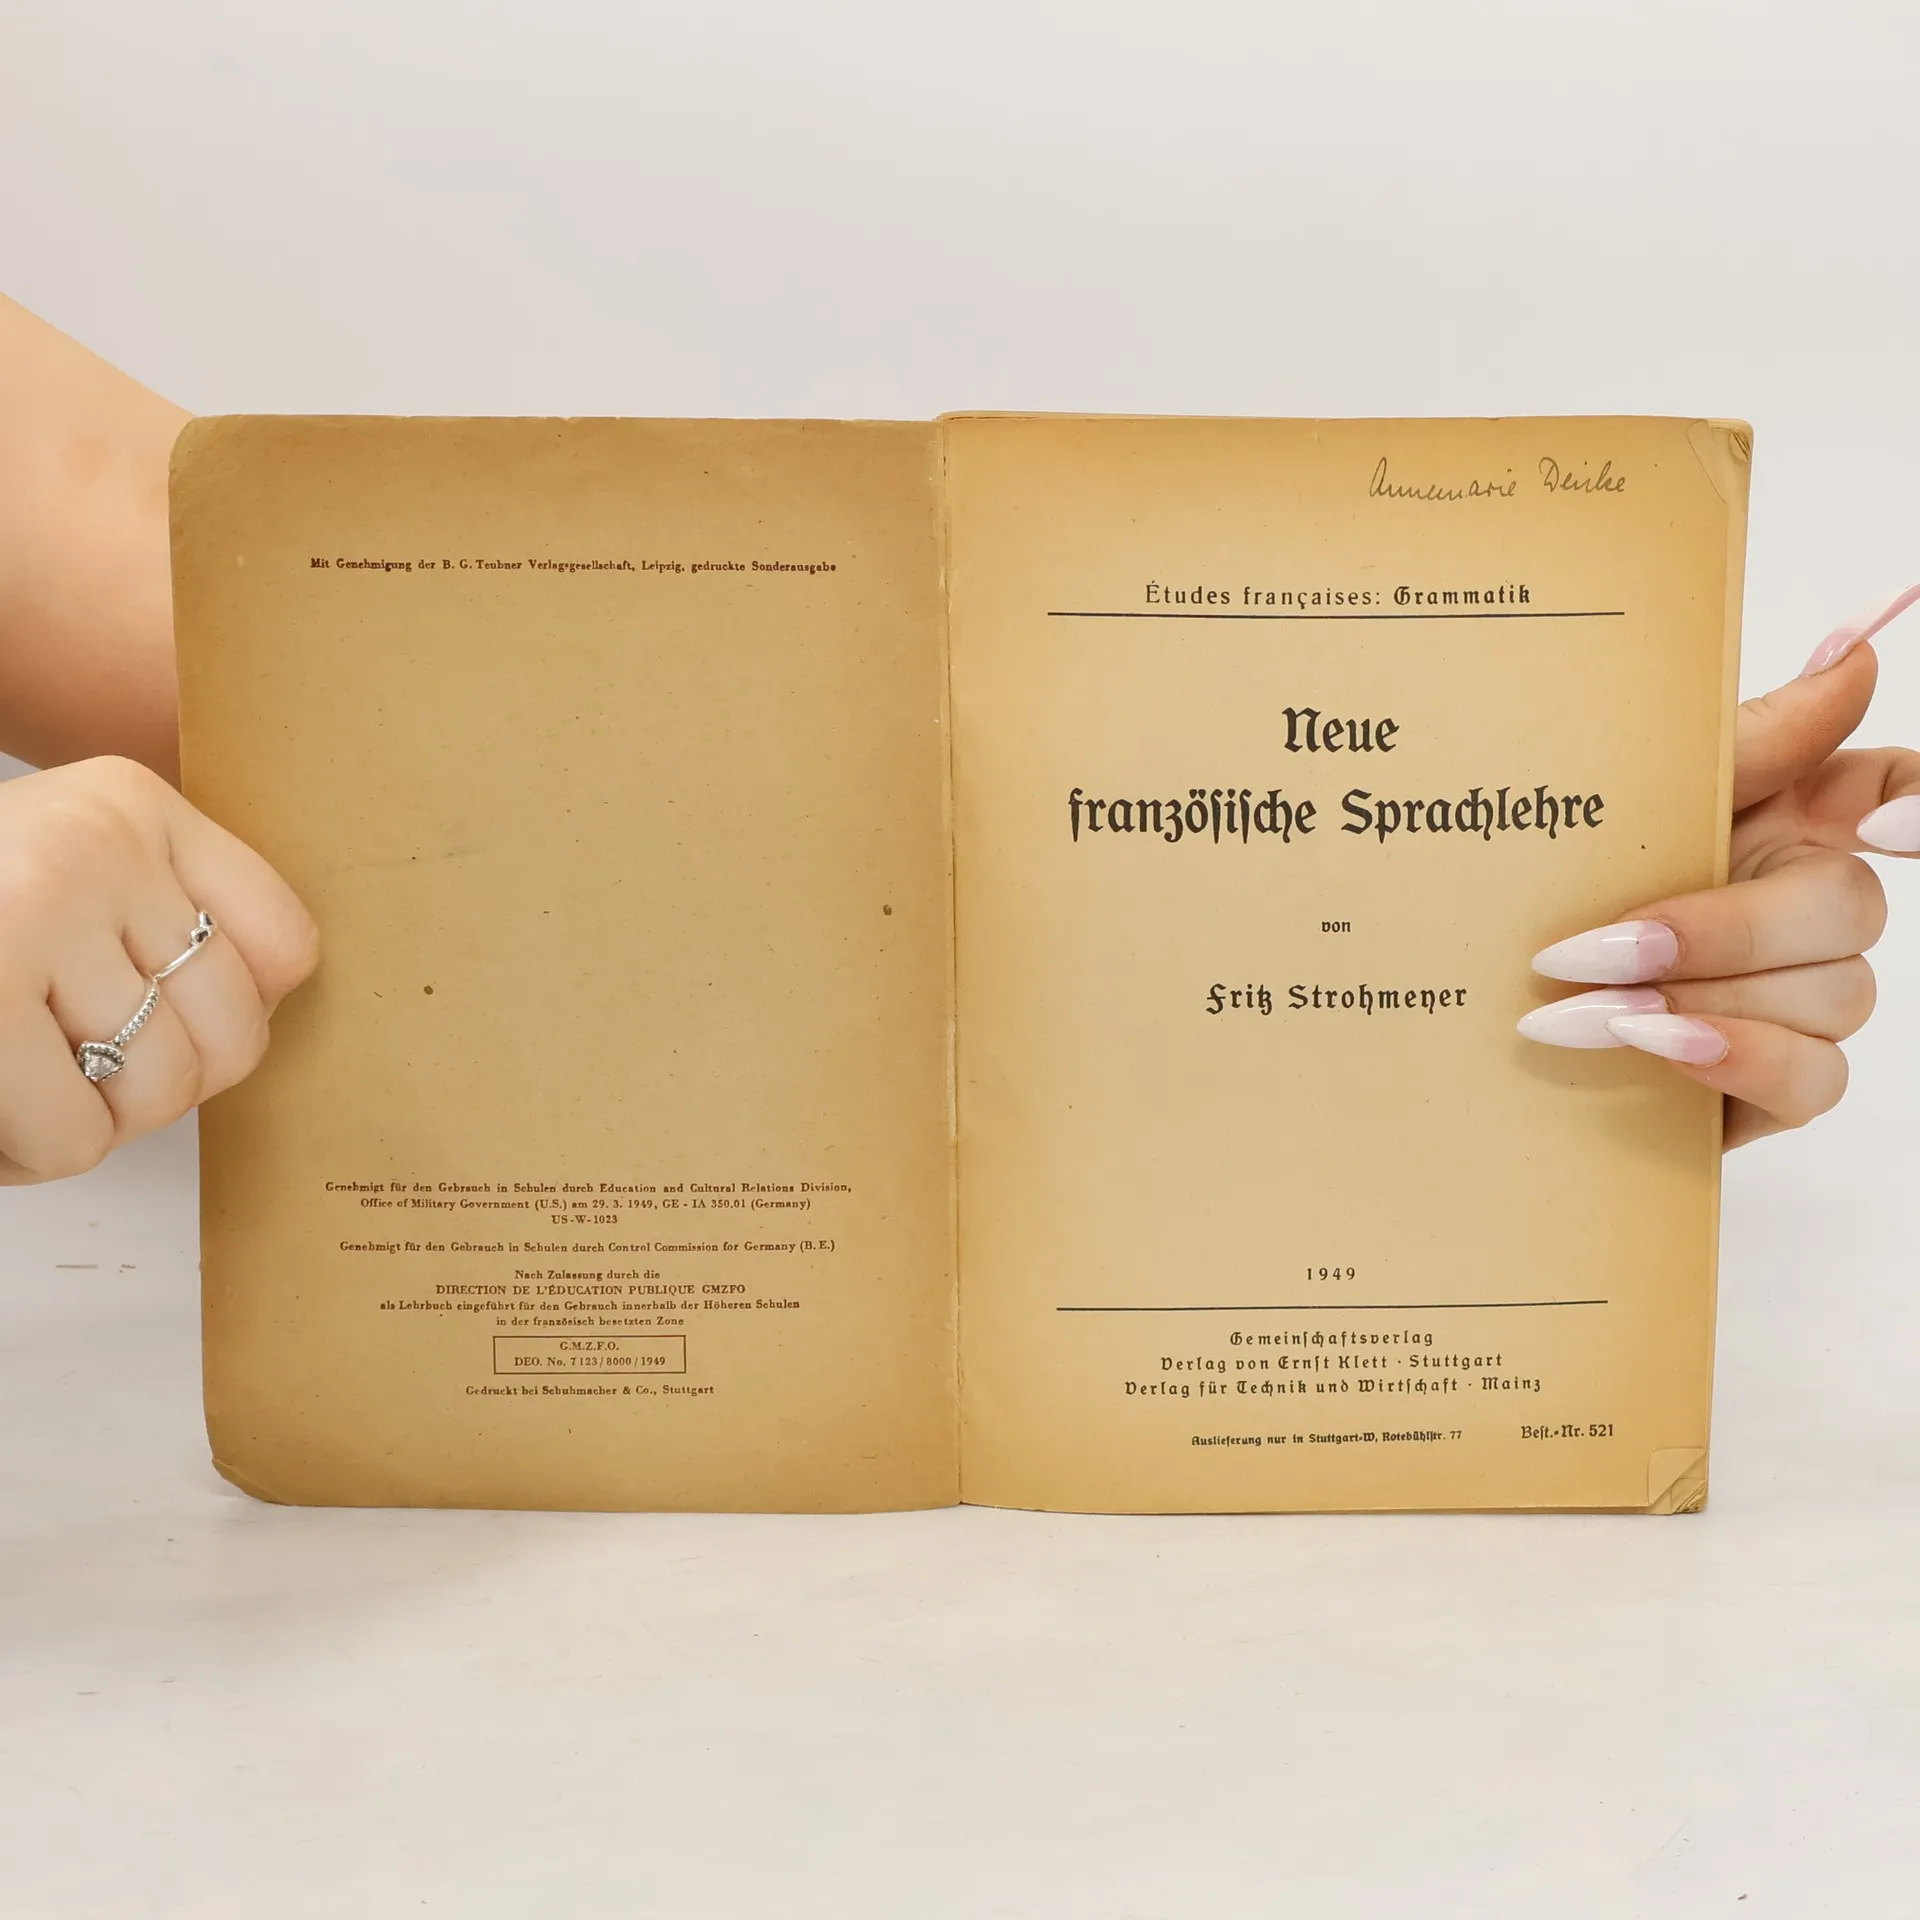 Mit Genehmigung der B. G. Teubner Verlagsgesellschaft, Leipzig, gedruckte Sonderausgabe
Genehmigt für den Gebrauch in Schulen durch Education and Cultural Relations Division,
Office of Military Government (U.S.) am 29. 3. 1949, GE - IA 350.01 (Germany)
US-W-1023
Genehmigt für den Gebrauch in Schulen durch Control Commission for Germany (B. E.)
Nach Zulassung durch die
DIRECTION DE L'ÉDUCATION PUBLIQUE GMZFO
als Lehrbuch eingeführt für den Gebrauch innerhalb der Höheren Schulen
in der französisch besetzten Zone
G.M.Z.F.O.
DEO. No. 7123/8000/1949
Gedruckt bei Schuhmacher & Co., Stuttgart
Annemarie
Études françaises: Grammatik
Neue
franzöſiſche Sprachlehre
von
Fritz Strohmeyer
1949
Gemeinſchaftsverlag
Verlag von Ernſt Klett · Stuttgart
Verlag für Technik und Wirtſchaft · Mainz
Auslieferung nur in Stuttgart-W, Rotebühlſtr. 77 Beſt.-Nr. 521